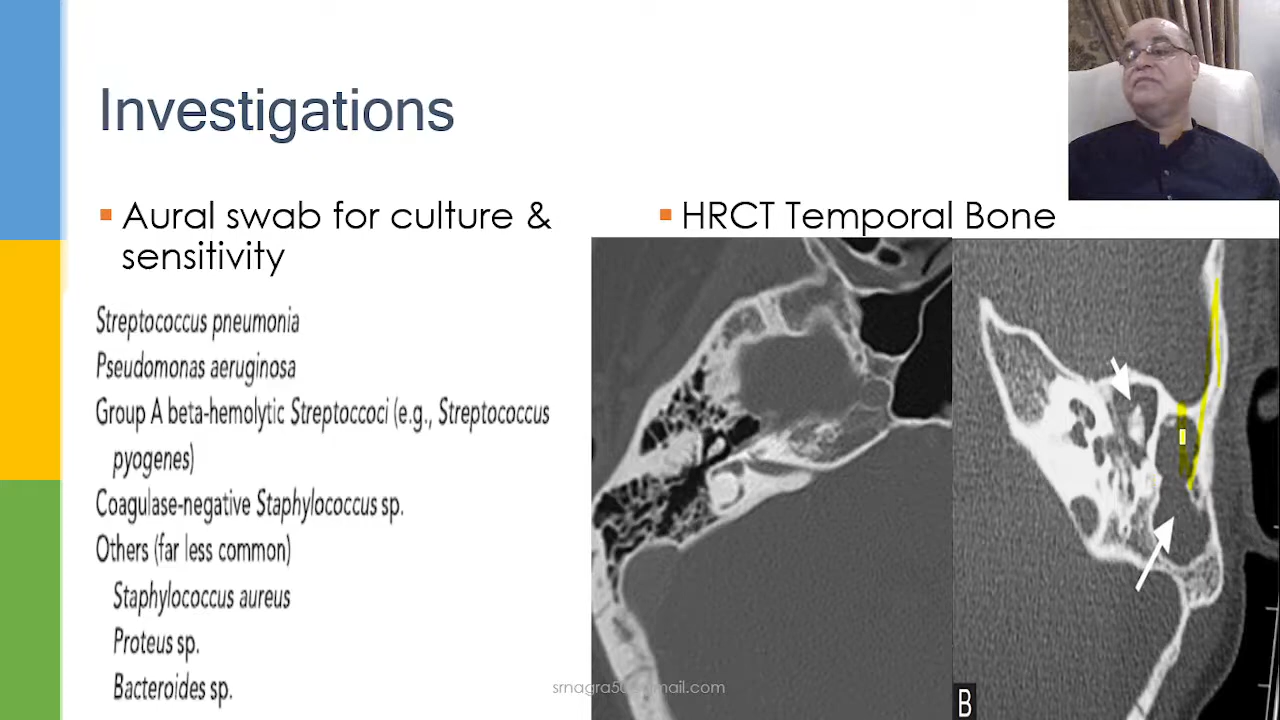 Investigations
Aural swab for culture &
sensitivity
Streptococcus pneumonia
Pseudomonas aeruginosa
Group A beta-hemolytic Streptoccoci (e.g., Streptococcus
pyogenes)
Coagulase-negative Staphylococcus sp.
Others (far less common)
Staphylococcus aureus
Proteus sp.
Bacteroides sp.
HRCT Temporal Bone
B